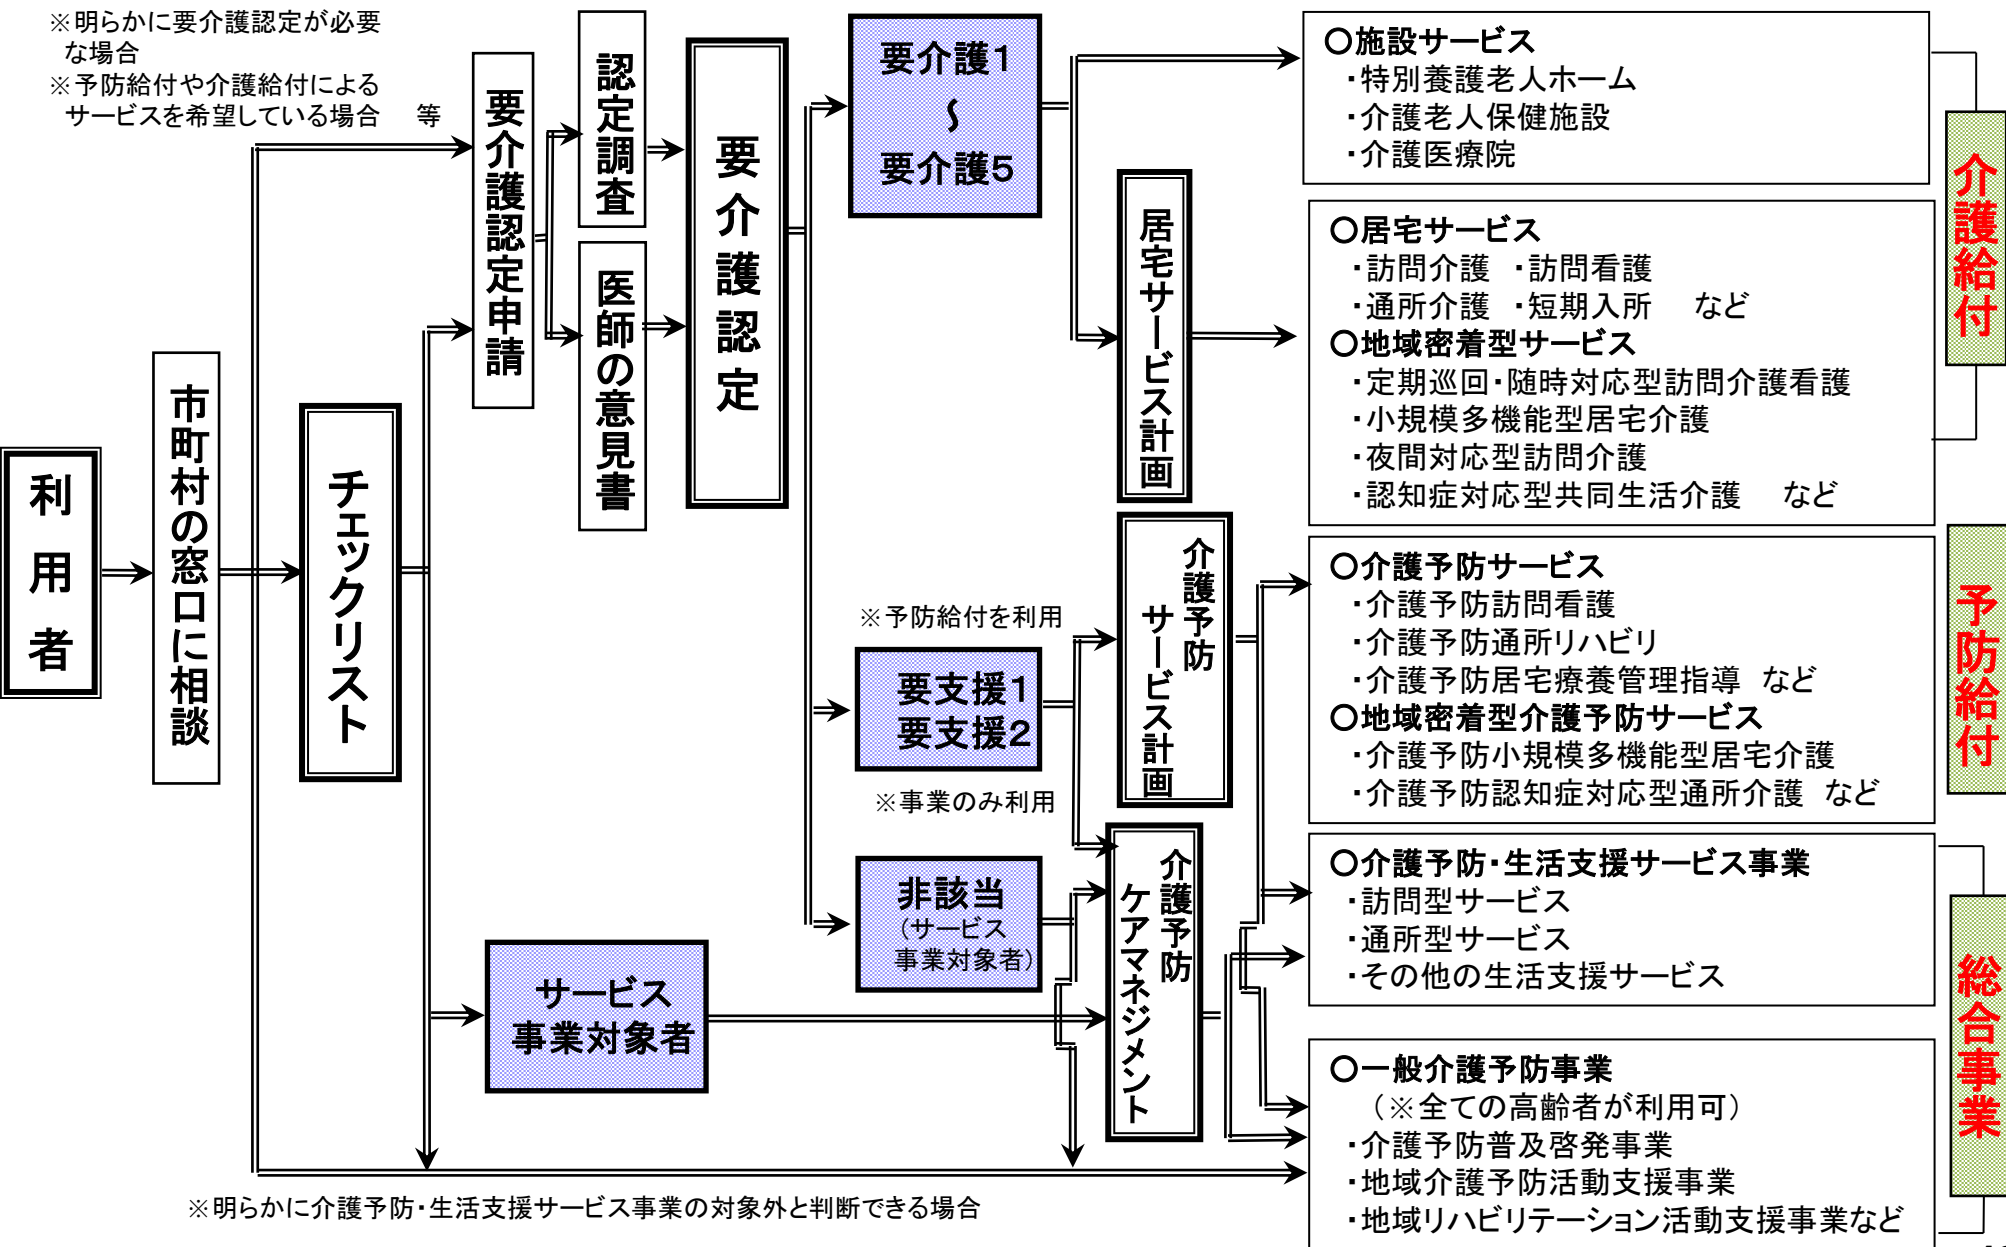 ※明らかに要介護認定が必要
な場合
※予防給付や介護給付による
サービスを希望している場合　等
利用者
市町村の窓口に相談
チェックリスト
要介護認定申請
認定調査
医師の意見書
要介護認定
要介護1
～
要介護5
※予防給付を利用
要支援1
要支援2
※事業のみ利用
非該当
（サービス
事業対象者）
サービス
事業対象者
居宅サービス計画
介護予防
サービス計画
介護予防
ケアマネジメント
○施設サービス
・特別養護老人ホーム
・介護老人保健施設
・介護医療院
○居宅サービス
・訪問介護　・訪問看護
・通所介護　・短期入所　など
○地域密着型サービス
・定期巡回・随時対応型訪問介護看護
・小規模多機能型居宅介護
・夜間対応型訪問介護
・認知症対応型共同生活介護　など
○介護予防サービス
・介護予防訪問看護
・介護予防通所リハビリ
・介護予防居宅療養管理指導　など
○地域密着型介護予防サービス
・介護予防小規模多機能型居宅介護
・介護予防認知症対応型通所介護　など
○介護予防・生活支援サービス事業
・訪問型サービス
・通所型サービス
・その他の生活支援サービス
○一般介護予防事業
（※全ての高齢者が利用可）
・介護予防普及啓発事業
・地域介護予防活動支援事業
・地域リハビリテーション活動支援事業など
介護給付
予防給付
総合事業
※明らかに介護予防・生活支援サービス事業の対象外と判断できる場合